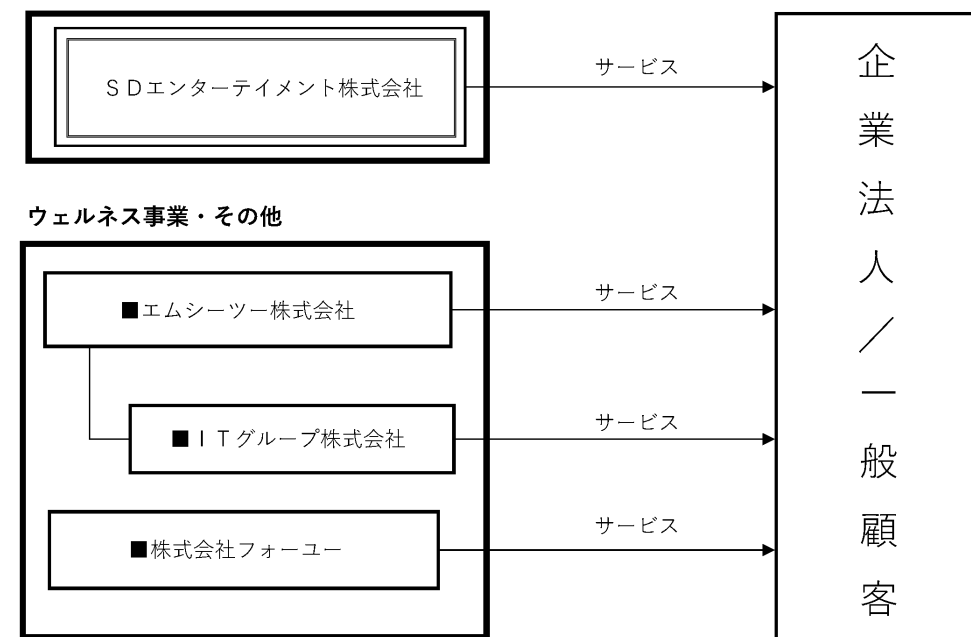 ＳＤエンターテイメント株式会社
サービス
ウェルネス事業・その他
■エムシーツー株式会社
サービス
■ＩＴグループ株式会社
サービス
■株式会社フォーユー
サービス
企業法人／一般顧客